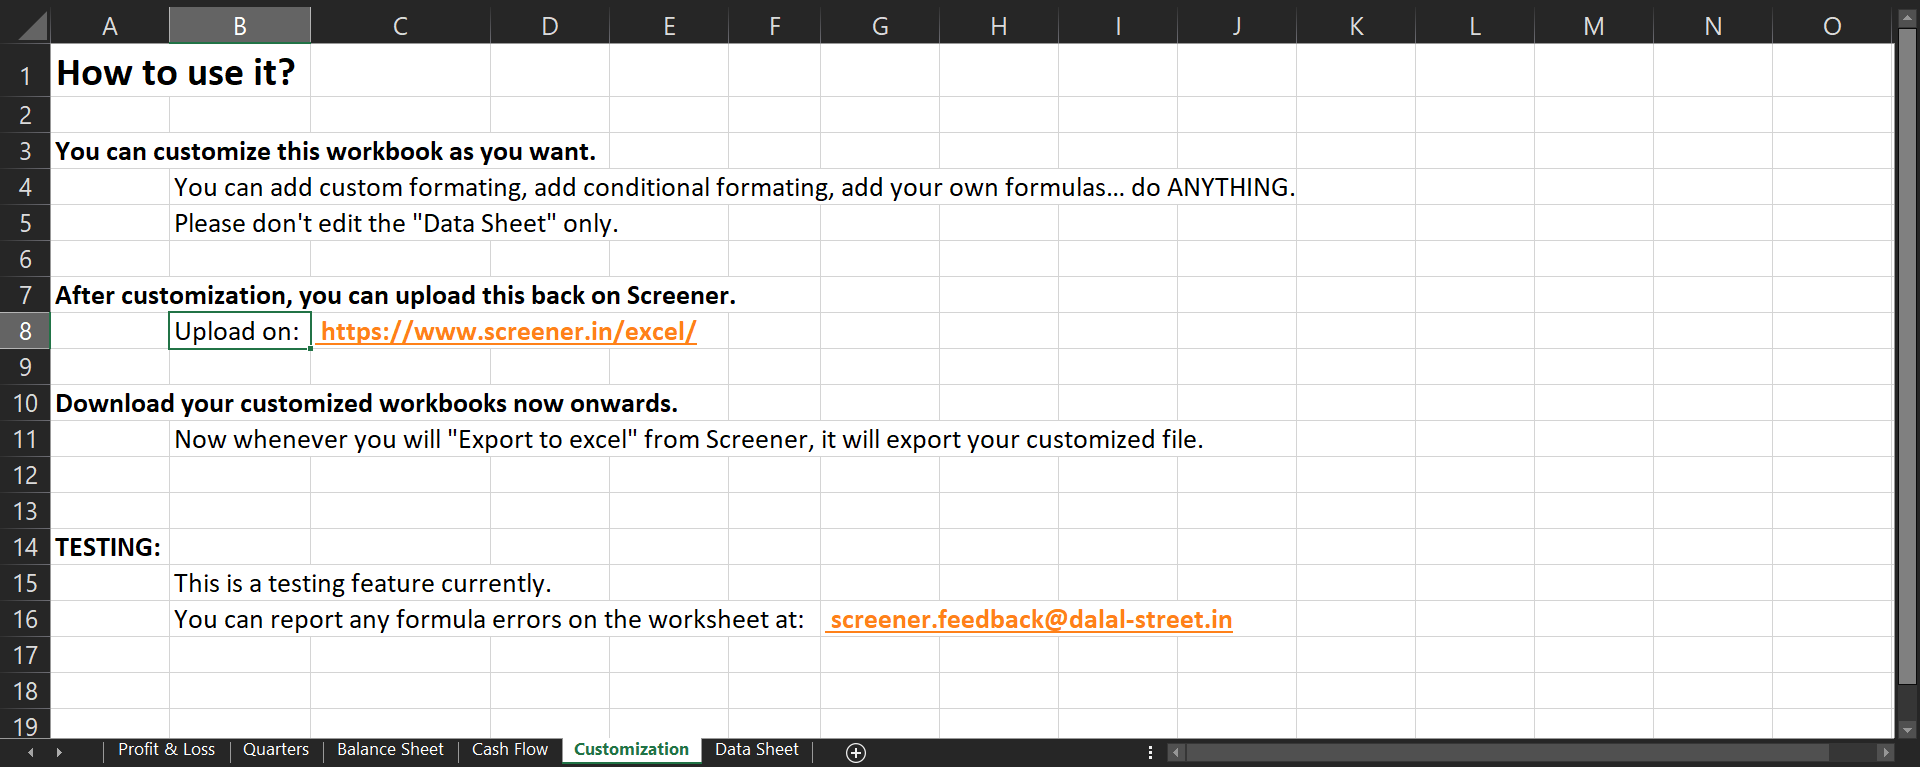 A B C D E F G H I J K L M N O
1 How to use it?
2
3 You can customize this workbook as you want.
4 You can add custom formating, add conditional formating, add your own formulas... do ANYTHING.
5 Please don't edit the "Data Sheet" only.
6
7 After customization, you can upload this back on Screener.
8 Upload on: https://www.screener.in/excel/
9
10 Download your customized workbooks now onwards.
11 Now whenever you will "Export to excel" from Screener, it will export your customized file.
12
13
14 TESTING:
15 This is a testing feature currently.
16 You can report any formula errors on the worksheet at: screener.feedback@dalal-street.in
17
18
19
Profit & Loss Quarters Balance Sheet Cash Flow Customization Data Sheet